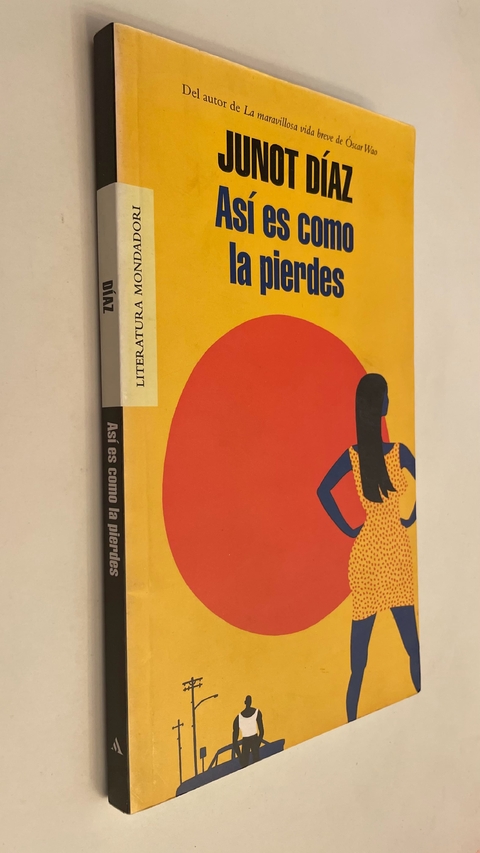 Del autor de La maravillosa vida breve de Óscar Wao
JUNOT DÍAZ
Así es como
la pierdes
LITERATURA MONDADORI
DÍAZ
Así es como la pierdes